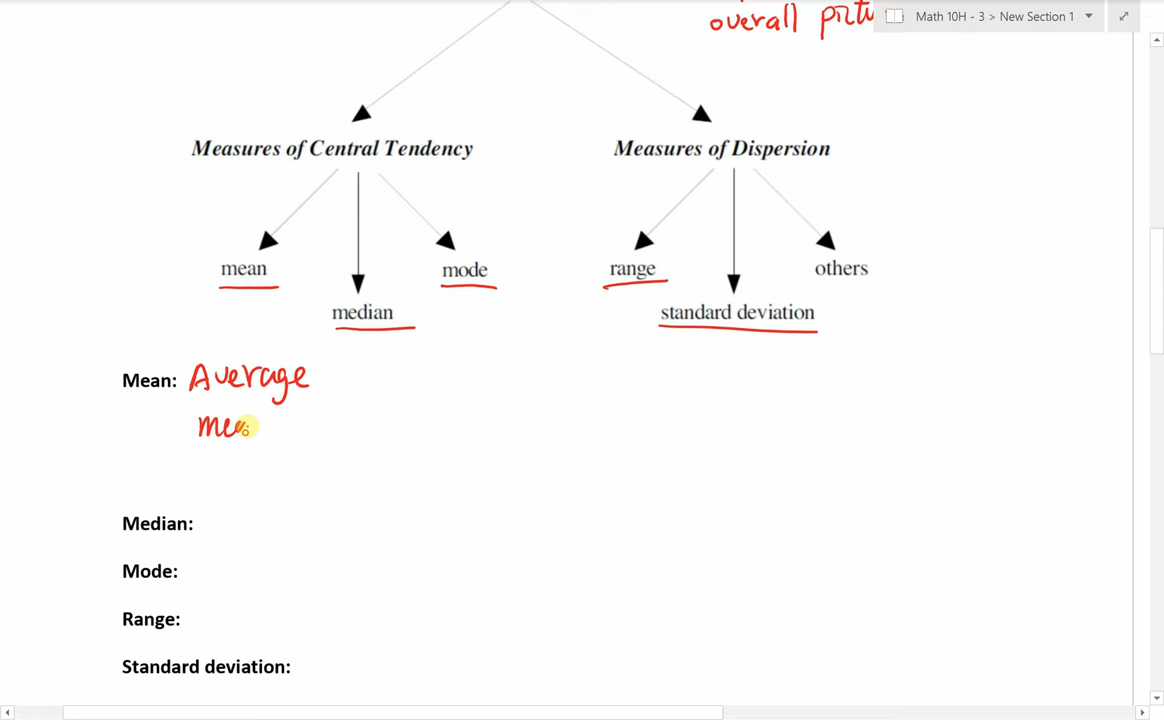 Math 10H - 3 > New Section 1
overall
Measures of Central Tendency Measures of Dispersion
mean mode range others
median standard deviation
Mean: Average
Median:
Mode:
Range:
Standard deviation: